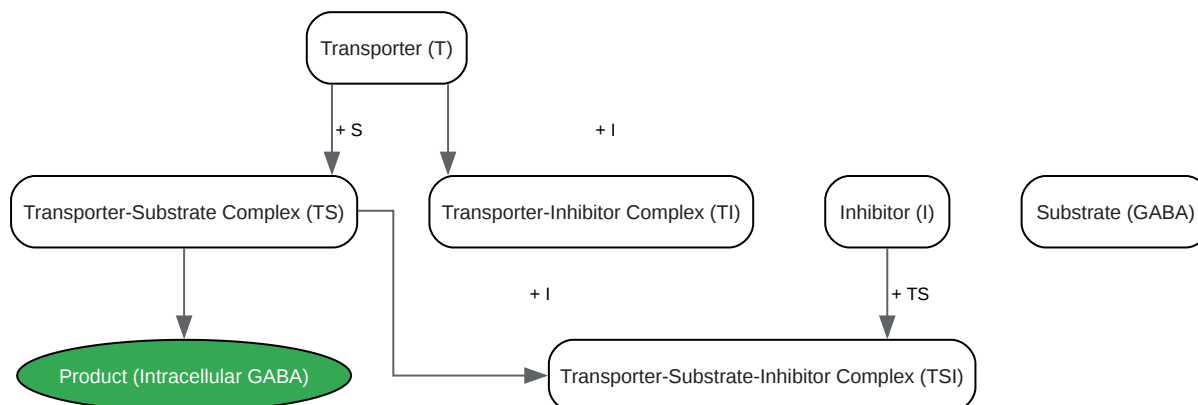 Transporter (T)
+ S
+ I
Transporter-Substrate Complex (TS)
Transporter-Inhibitor Complex (TI)
Inhibitor (I)
Substrate (GABA)
+ I
+ TS
Product (Intracellular GABA)
Transporter-Substrate-Inhibitor Complex (TSI)